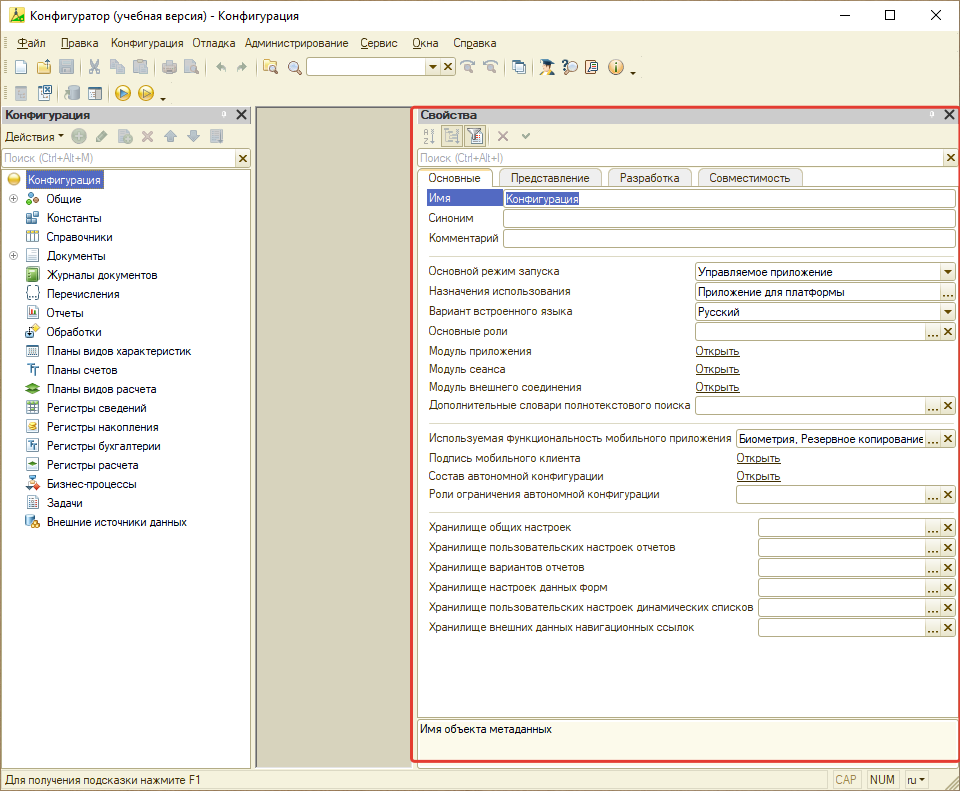 Конфигуратор (учебная версия) - Конфигурация
Файл Правка Конфигурация Отладка Администрирование Сервис Окна Справка
Конфигурация
Действия
Поиск (Ctrl+Alt+M)
Конфигурация
Общие
Константы
Справочники
Документы
Журналы документов
Перечисления
Отчеты
Обработки
Планы видов характеристик
Планы счетов
Планы видов расчета
Регистры сведений
Регистры накопления
Регистры бухгалтерии
Регистры расчета
Бизнес-процессы
Задачи
Внешние источники данных
Свойства
Поиск (Ctrl+Alt+I)
Основные Представление Разработка Совместимость
Имя Конфигурация
Синоним
Комментарий
Основной режим запуска Управляемое приложение
Назначения использования Приложение для платформы ...
Вариант встроенного языка Русский
Основные роли ...
Модуль приложения Открыть
Модуль сеанса Открыть
Модуль внешнего соединения Открыть
Дополнительные словари полнотекстового поиска ...
Используемая функциональность мобильного приложения Биометрия, Резервное копирование ...
Подпись мобильного клиента Открыть
Состав автономной конфигурации Открыть
Роли ограничения автономной конфигурации ...
Хранилище общих настроек ...
Хранилище пользовательских настроек отчетов ...
Хранилище вариантов отчетов ...
Хранилище настроек данных форм ...
Хранилище пользовательских настроек динамических списков ...
Хранилище внешних данных навигационных ссылок ...
Имя объекта метаданных
Для получения подсказки нажмите F1 CAP NUM ru